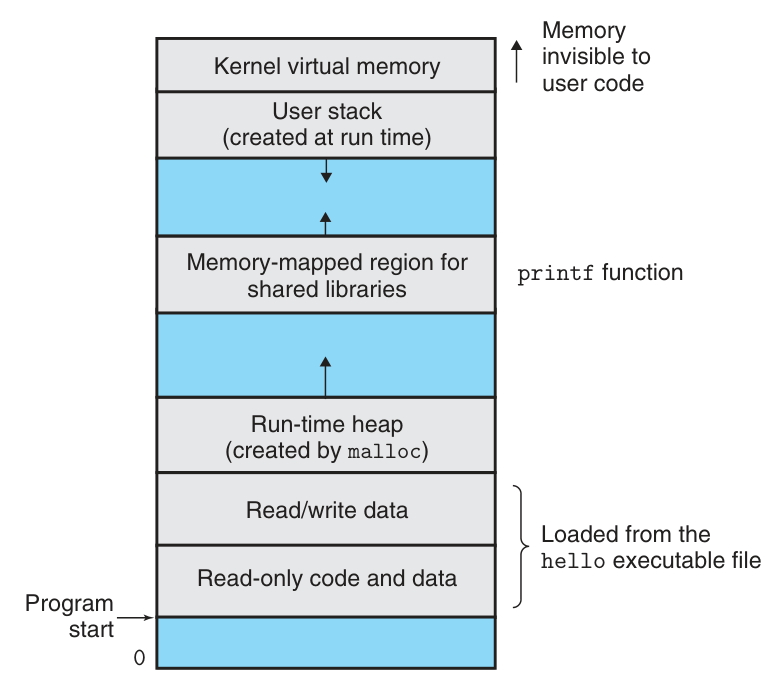 Memory
invisible to
user code
Kernel virtual memory
User stack
(created at run time)
Memory-mapped region for
shared libraries
printf function
Run-time heap
(created by malloc)
Read/write data
Loaded from the
hello executable file
Read-only code and data
Program
start
0